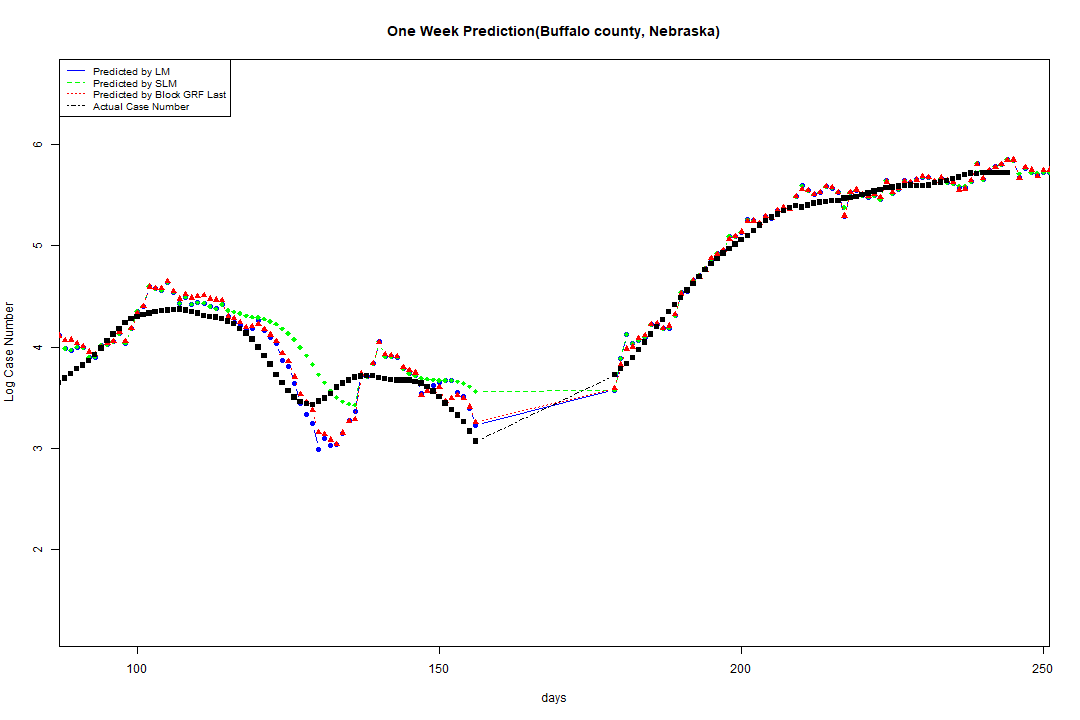 One Week Prediction(Buffalo county, Nebraska)
Predicted by LM
Predicted by SLM
Predicted by Block GRF Last
Actual Case Number
6
5
4
3
2
Log Case Number
100 150 200 250
days